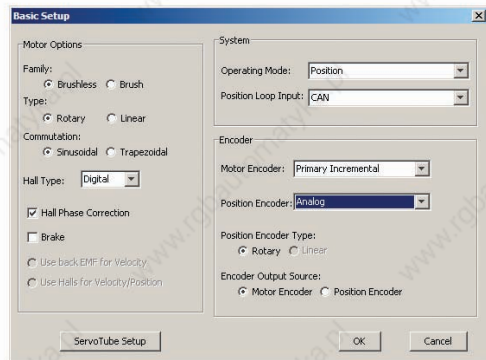 Basic Setup
Motor Options
Family:
Brushless Brush
Type:
Rotary Linear
Commutation:
Sinusoidal Trapezoidal
Hall Type: Digital
Hall Phase Correction
Brake
Use back EMF for Velocity
Use Halls for Velocity/Position
System
Operating Mode: Position
Position Loop Input: CAN
Encoder
Motor Encoder: Primary Incremental
Position Encoder: Analog
Position Encoder Type:
Rotary Linear
Encoder Output Source:
Motor Encoder Position Encoder
ServoTube Setup
OK
Cancel
www.rgbautomatyka.pl